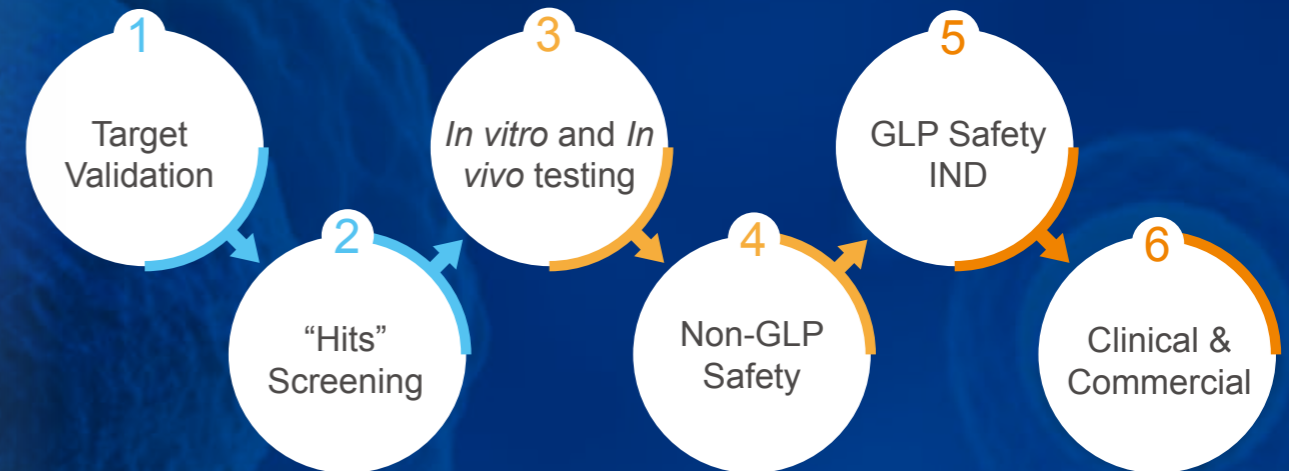 1
Target
Validation
2
“Hits”
Screening
3
In vitro and In
vivo testing
4
Non-GLP
Safety
5
GLP Safety
IND
6
Clinical &
Commercial